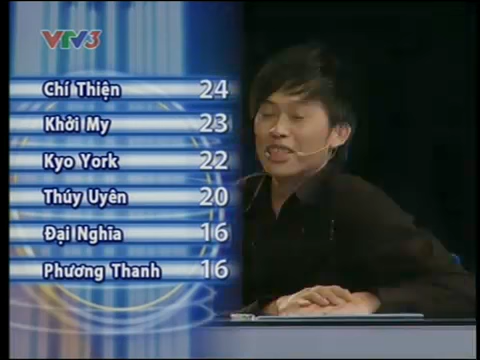 VTV3
Chí Thiện 24
Khởi My 23
Kyo York 22
Thúy Uyên 20
Đại Nghĩa 16
Phương Thanh 16